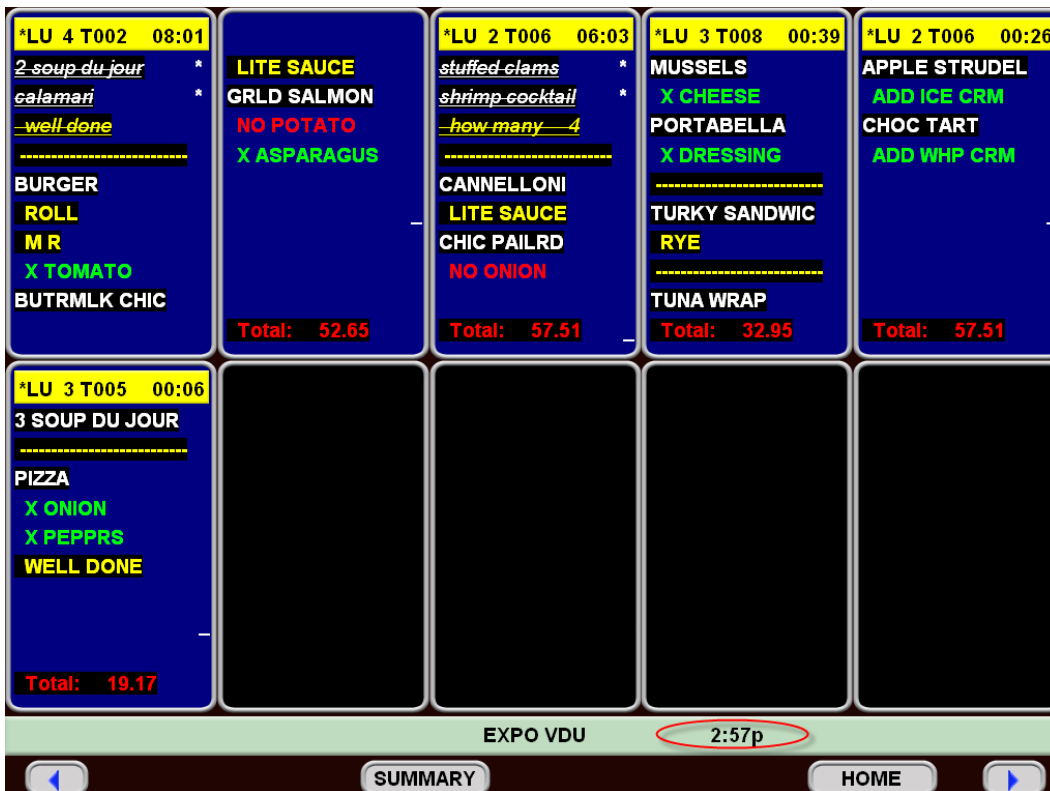 *LU 4 T002 08:01
2 soup du jour *
calamari *
well done
---------------------------
BURGER
ROLL
M R
X TOMATO
BUTRMLK CHIC
LITE SAUCE
GRLD SALMON
NO POTATO
X ASPARAGUS
Total: 52.65
*LU 2 T006 06:03
stuffed clams *
shrimp cocktail *
how many 4
---------------------------
CANNELLONI
LITE SAUCE
CHIC PAILRD
NO ONION
Total: 57.51
*LU 3 T008 00:39
MUSSELS
X CHEESE
PORTABELLA
X DRESSING
---------------------------
TURKY SANDWIC
RYE
---------------------------
TUNA WRAP
Total: 32.95
*LU 2 T006 00:26
APPLE STRUDEL
ADD ICE CRM
CHOC TART
ADD WHP CRM
Total: 57.51
*LU 3 T005 00:06
3 SOUP DU JOUR
---------------------------
PIZZA
X ONION
X PEPPRS
WELL DONE
Total: 19.17
EXPO VDU 2:57p
SUMMARY HOME